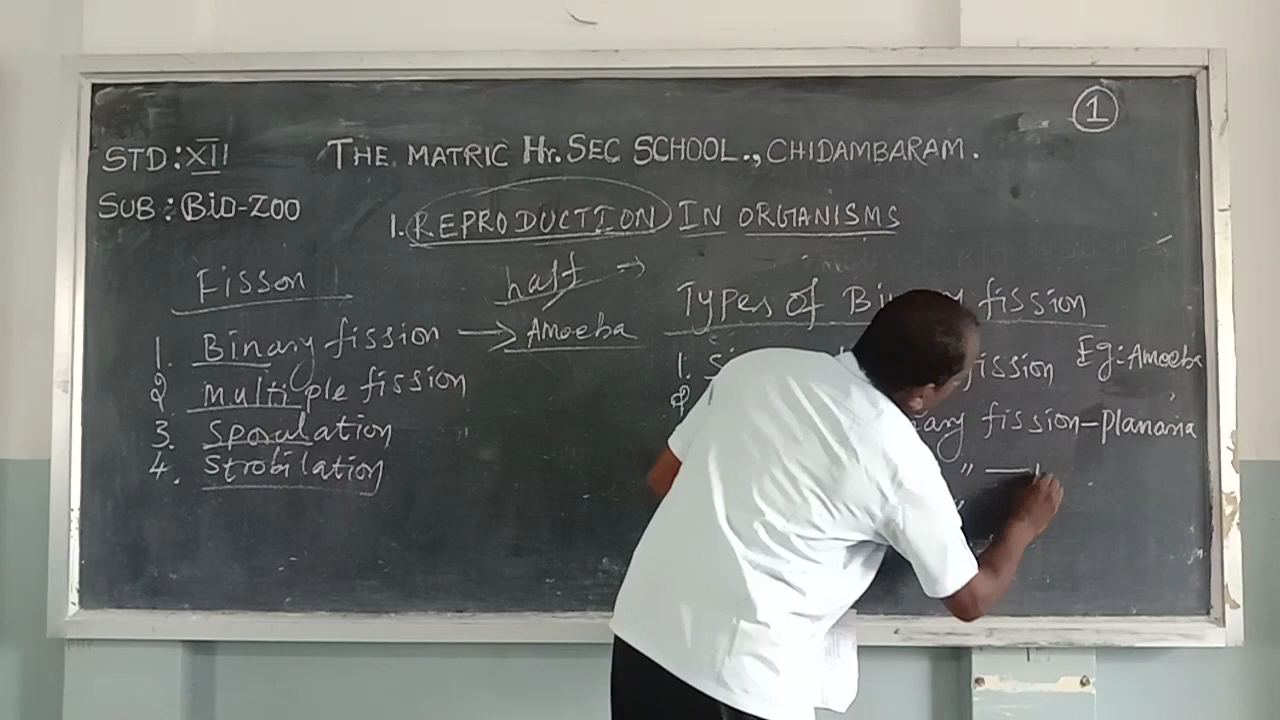 1
STD: XII THE MATRIC Hr. SEC SCHOOL., CHIDAMBARAM.
SUB: BiO-ZOO
1. REPRODUCTION IN ORGANISMS
Fisson
half →
1. Binary fission → Amoeba
2 multiple fission
3. Sporulation
4. Strobilation
Types of fission
1. fission Eg: Amoeba
2 fission - Planaria
" —
"